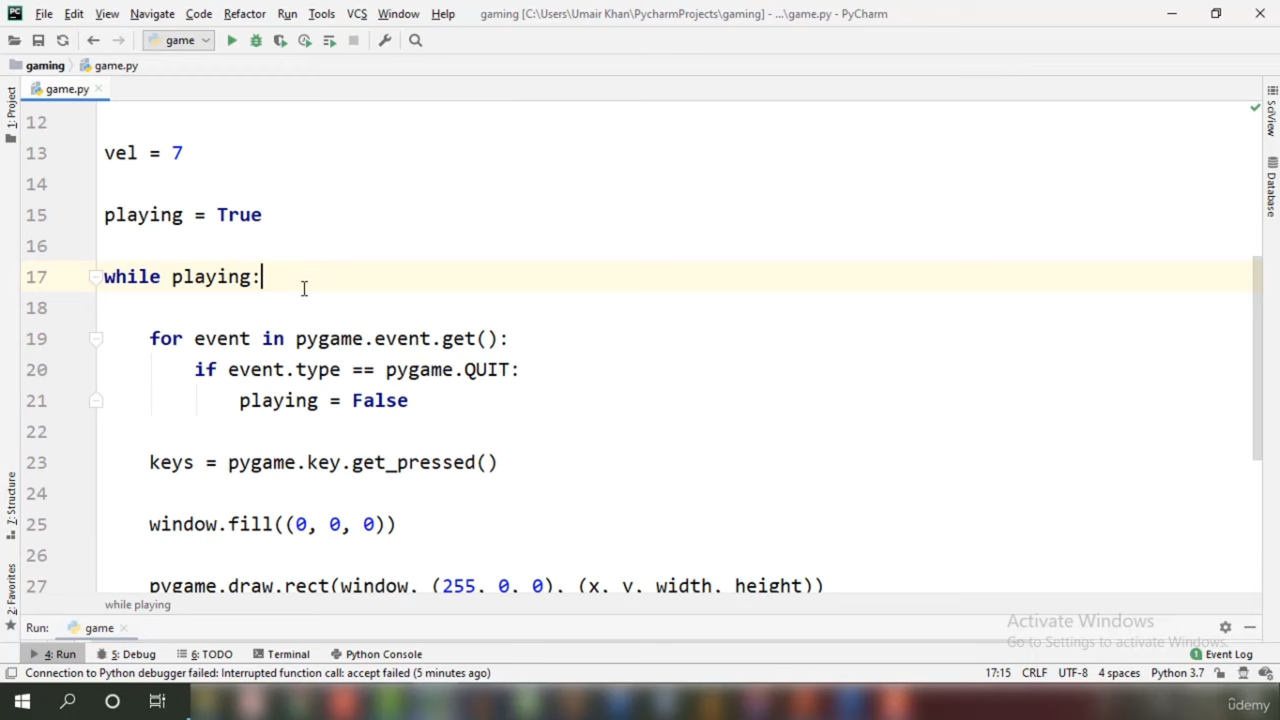 File Edit View Navigate Code Refactor Run Tools VCS Window Help gaming [C:\Users\Umair Khan\PycharmProjects\gaming] - ...\game.py - PyCharm
game
gaming game.py
game.py
1: Project
SciView
Database
Z: Structure
2: Favorites
12
13 vel = 7
14
15 playing = True
16
17 while playing:
18
19 for event in pygame.event.get():
20 if event.type == pygame.QUIT:
21 playing = False
22
23 keys = pygame.key.get_pressed()
24
25 window.fill((0, 0, 0))
26
27 pygame.draw.rect(window, (255, 0, 0), (x, y, width, height))
while playing
Activate Windows
Go to Settings to activate Windows.
Run: game
4: Run 5: Debug 6: TODO Terminal Python Console 1 Event Log
Connection to Python debugger failed: Interrupted function call: accept failed (5 minutes ago) 17:15 CRLF UTF-8 4 spaces Python 3.7
ûdemy